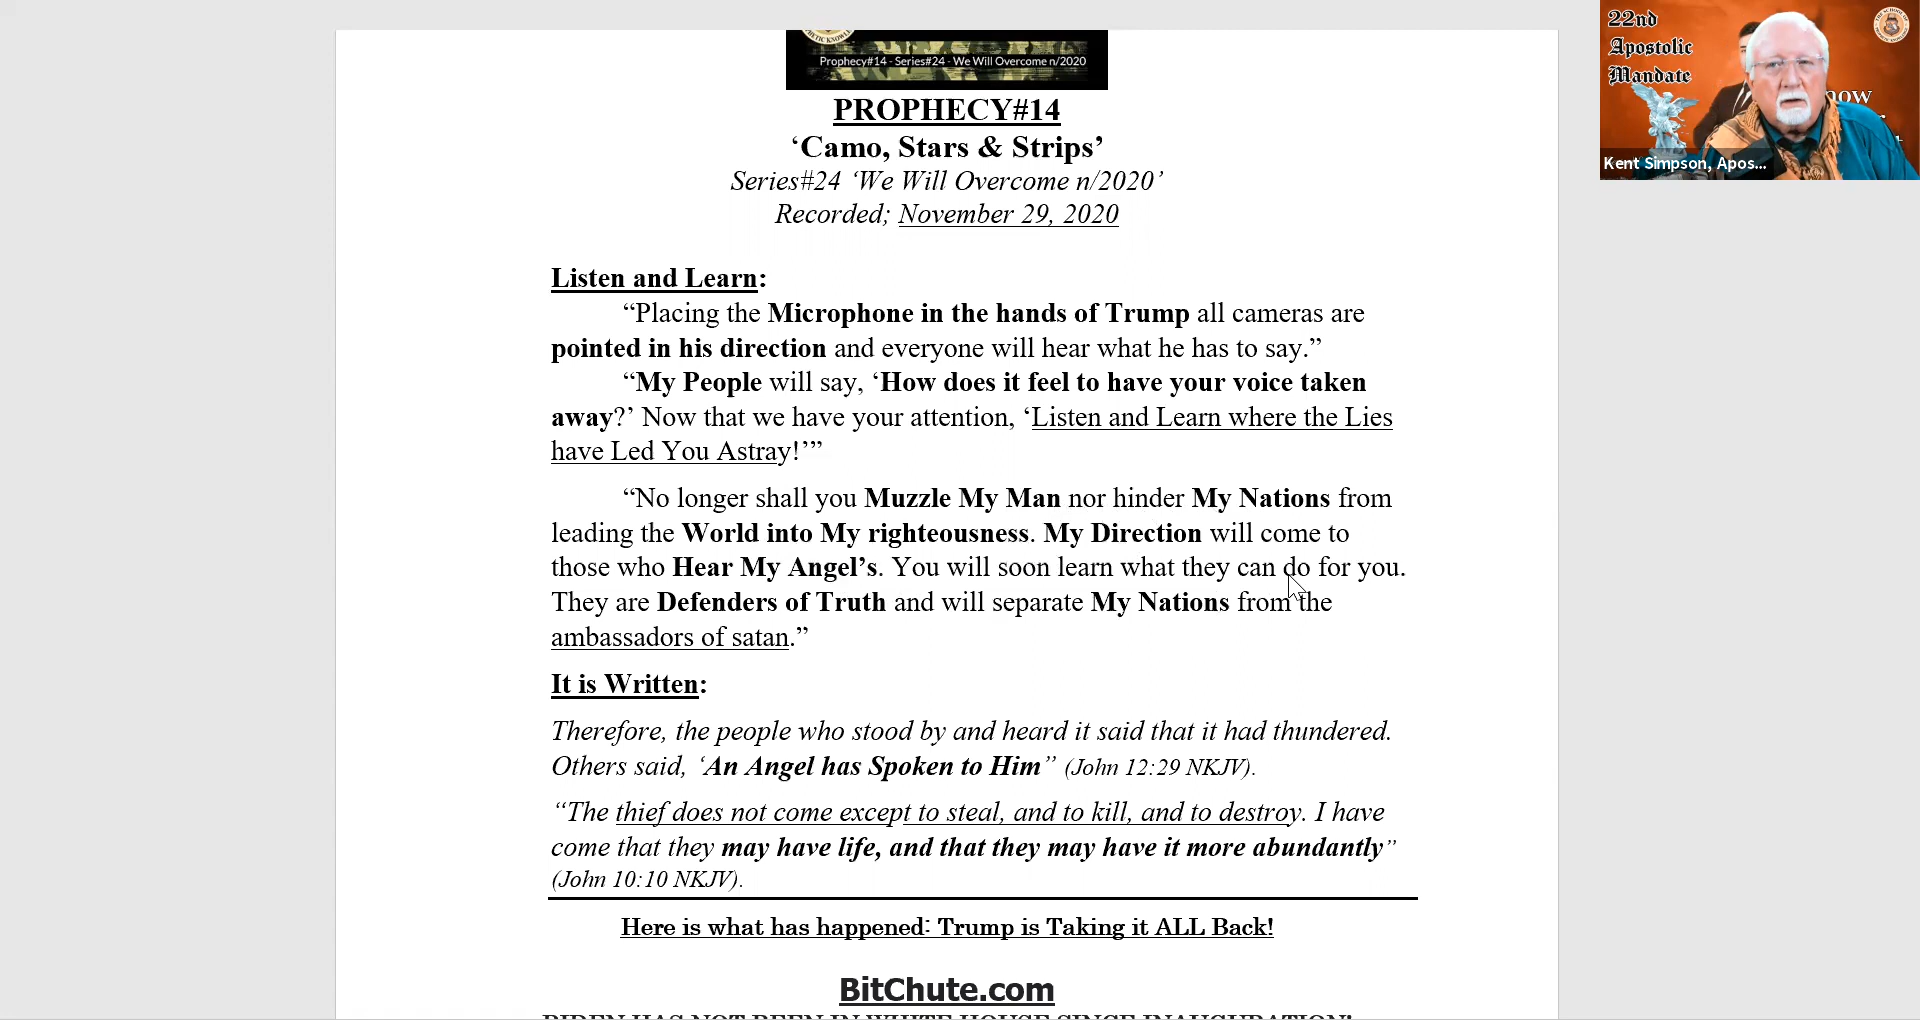 Prophecy#14 - Series#24 - We Will Overcome n/2020
PROPHECY#14
‘Camo, Stars & Strips’
Series#24 ‘We Will Overcome n/2020’
Recorded; November 29, 2020
Listen and Learn:
“Placing the Microphone in the hands of Trump all cameras are
pointed in his direction and everyone will hear what he has to say.”
“My People will say, ‘How does it feel to have your voice taken
away?’ Now that we have your attention, ‘Listen and Learn where the Lies
have Led You Astray!’”
“No longer shall you Muzzle My Man nor hinder My Nations from
leading the World into My righteousness. My Direction will come to
those who Hear My Angel’s. You will soon learn what they can do for you.
They are Defenders of Truth and will separate My Nations from the
ambassadors of satan.”
It is Written:
Therefore, the people who stood by and heard it said that it had thundered.
Others said, ‘An Angel has Spoken to Him” (John 12:29 NKJV).
“The thief does not come except to steal, and to kill, and to destroy. I have
come that they may have life, and that they may have it more abundantly”
(John 10:10 NKJV).
Here is what has happened: Trump is Taking it ALL Back!
BitChute.com
BIDEN HAS NOT BEEN IN WHITE HOUSE SINCE INAUGURATION!
22nd
Apostolic
Mandate
Kent Simpson, Apos...